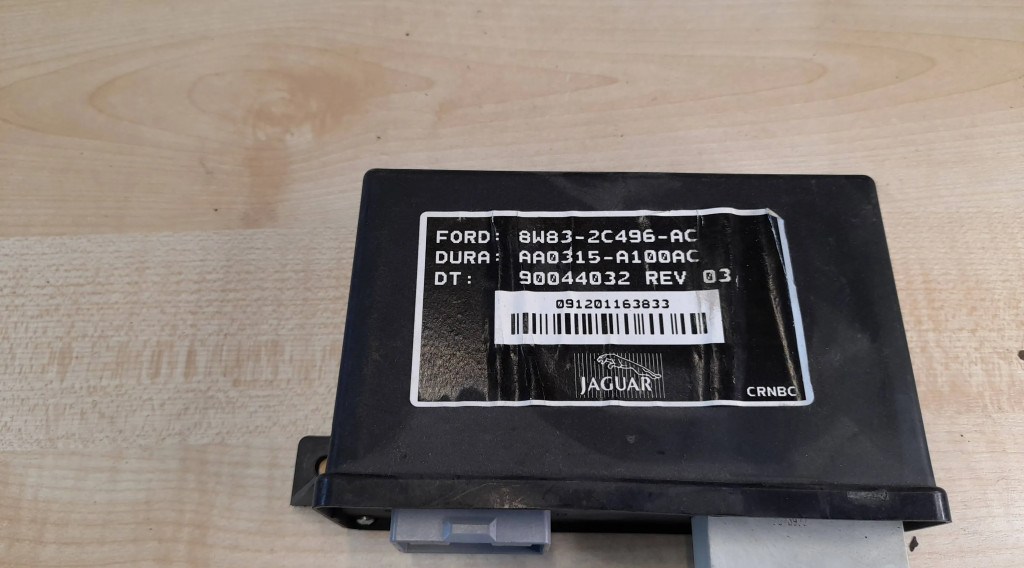 FORD: 8W83-2C496-AC
DURA: AA0315-A100AC
DT: 90044032 REV 03
091201163833
JAGUAR
CRNBC